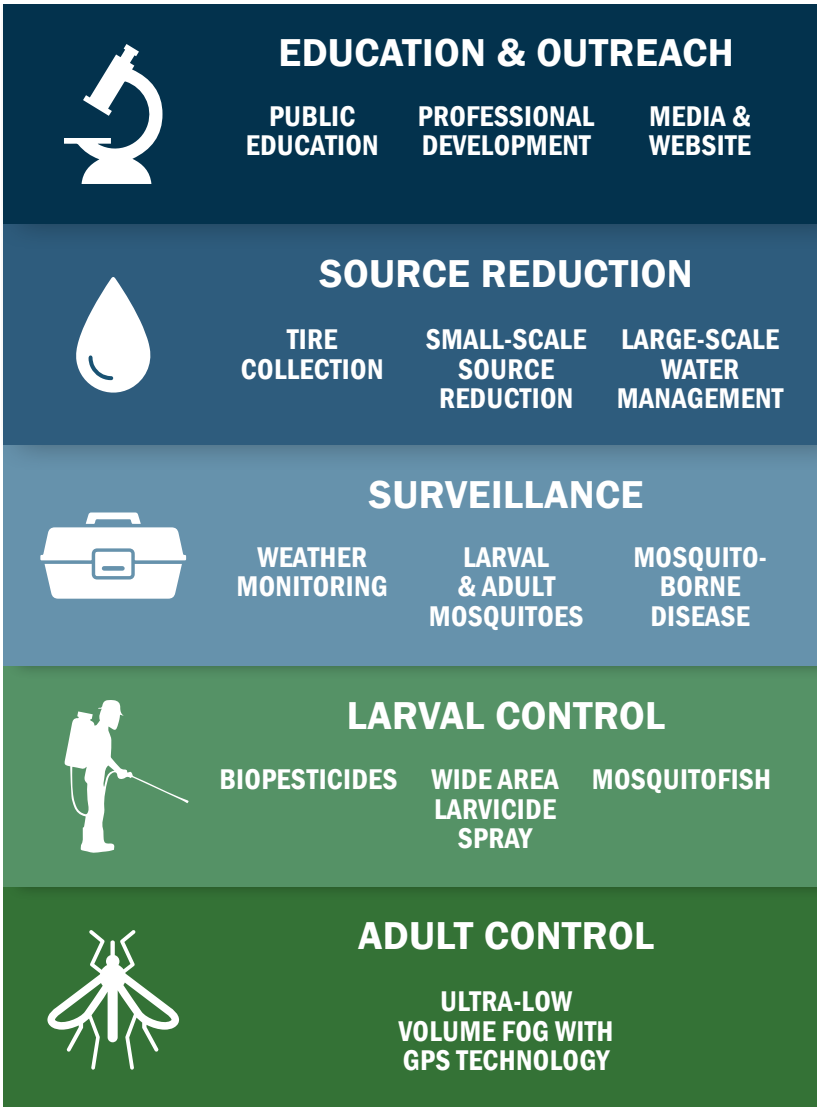 EDUCATION & OUTREACH
PUBLIC
EDUCATION
PROFESSIONAL
DEVELOPMENT
MEDIA &
WEBSITE
SOURCE REDUCTION
TIRE
COLLECTION
SMALL-SCALE
SOURCE
REDUCTION
LARGE-SCALE
WATER
MANAGEMENT
SURVEILLANCE
WEATHER
MONITORING
LARVAL
& ADULT
MOSQUITOES
MOSQUITO-
BORNE
DISEASE
LARVAL CONTROL
BIOPESTICIDES
WIDE AREA
LARVICIDE
SPRAY
MOSQUITOFISH
ADULT CONTROL
ULTRA-LOW
VOLUME FOG WITH
GPS TECHNOLOGY